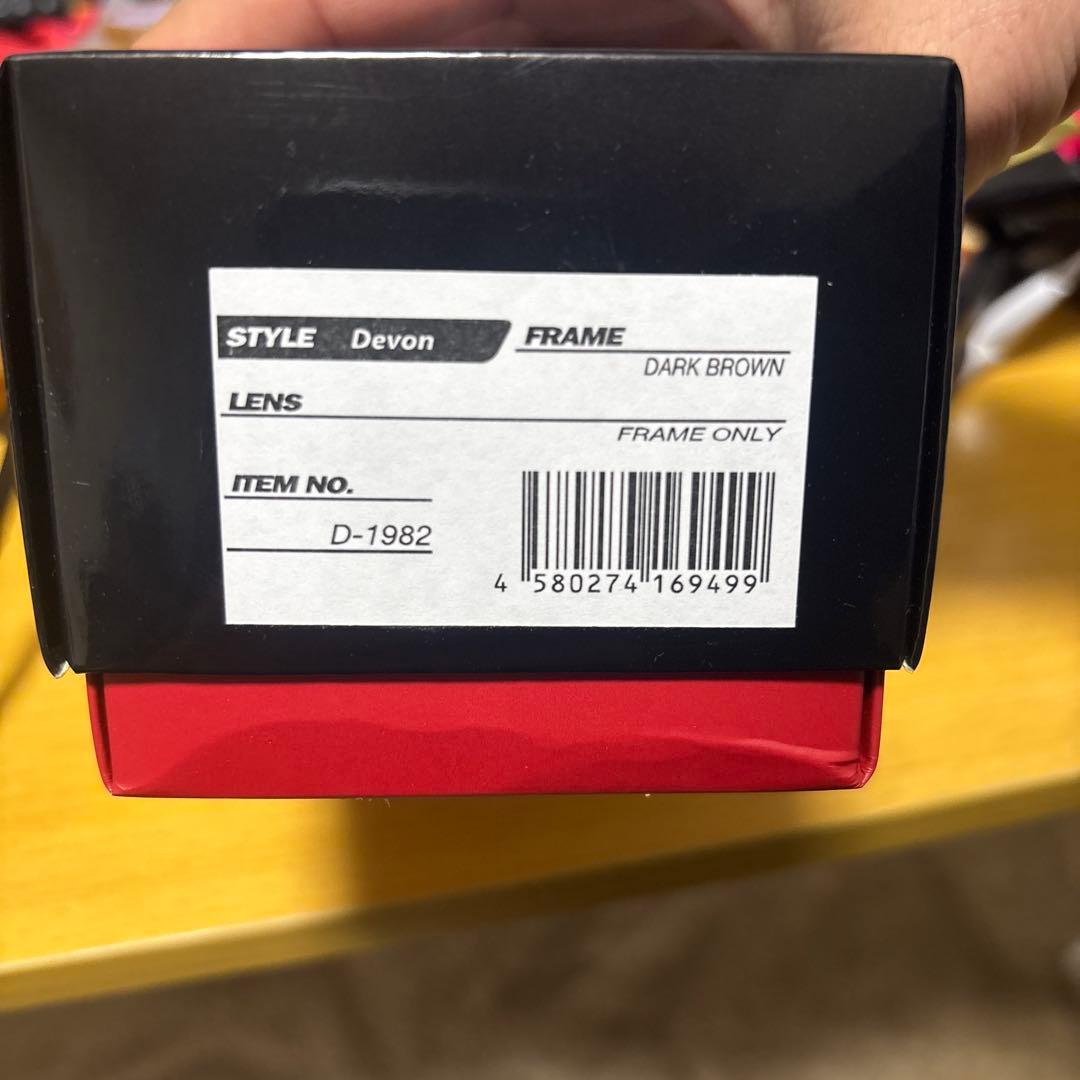 STYLE Devon FRAME
DARK BROWN
LENS
FRAME ONLY
ITEM NO.
D-1982
4 580274 169499